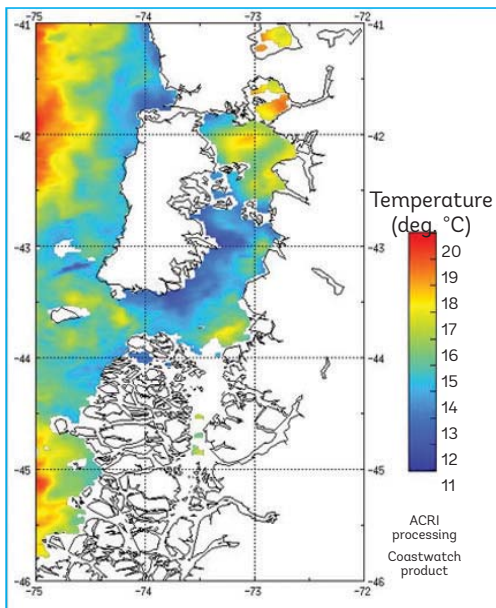 -75 -74 -73 -72
-41 -41
-42 -42
-43 -43
-44 -44
-45 -45
-46 -46
-75 -74 -73 -72
Temperature
(deg. °C)
20
19
18
17
16
15
14
13
12
11
ACRI
processing
Coastwatch
product